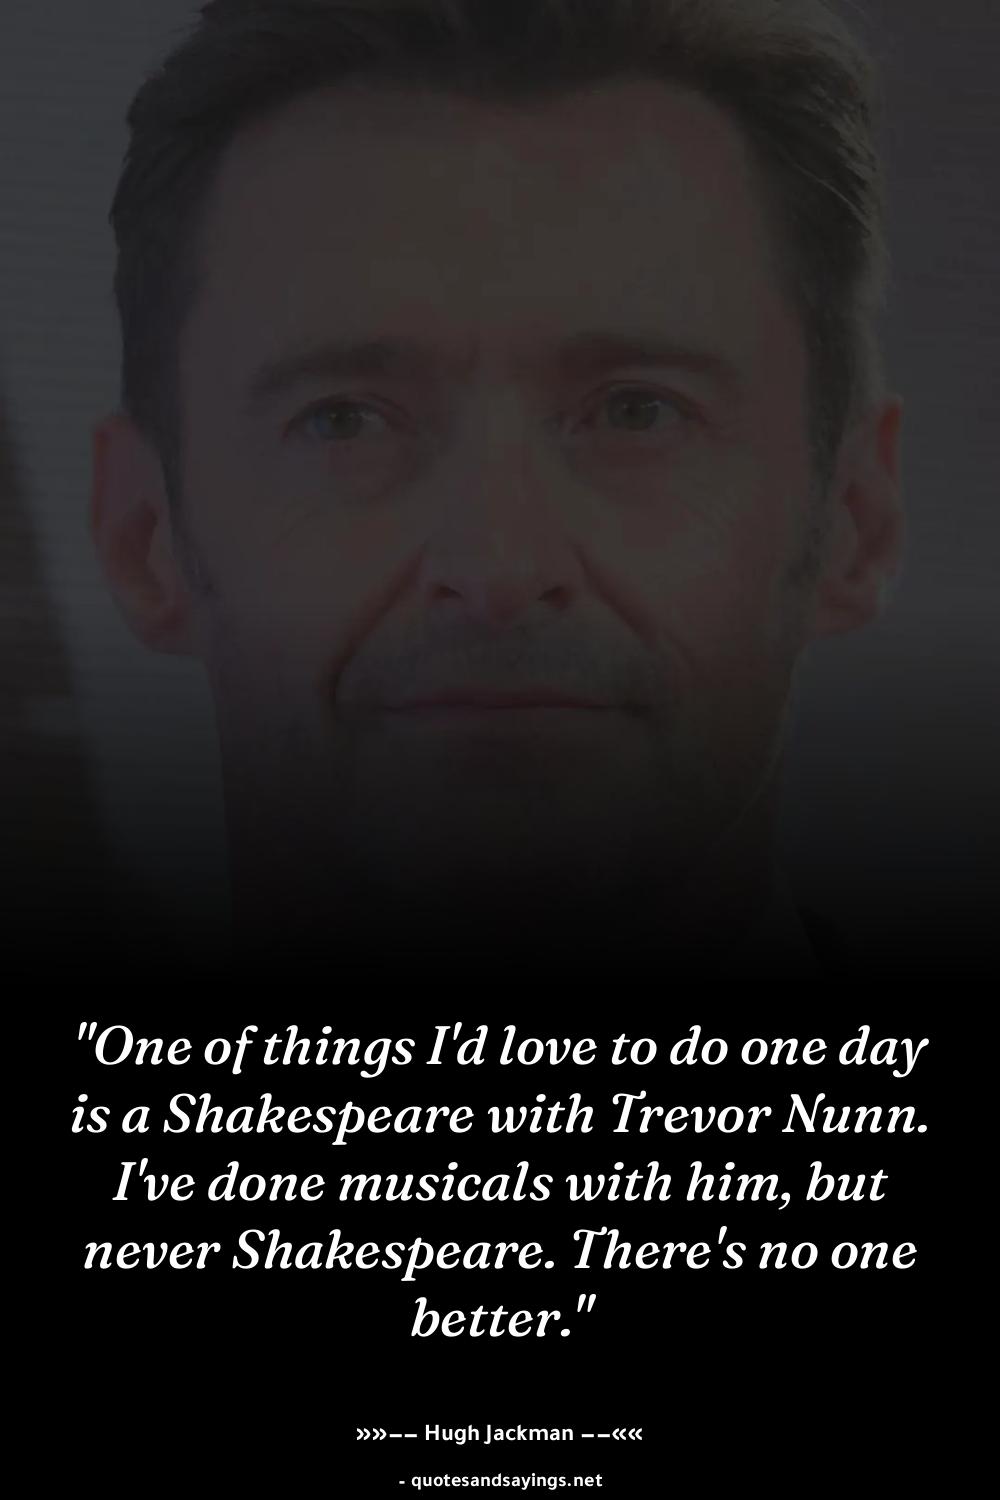 "One of things I'd love to do one day
is a Shakespeare with Trevor Nunn.
I've done musicals with him, but
never Shakespeare. There's no one
better."
»»–– Hugh Jackman ––««
- quotesandsayings.net